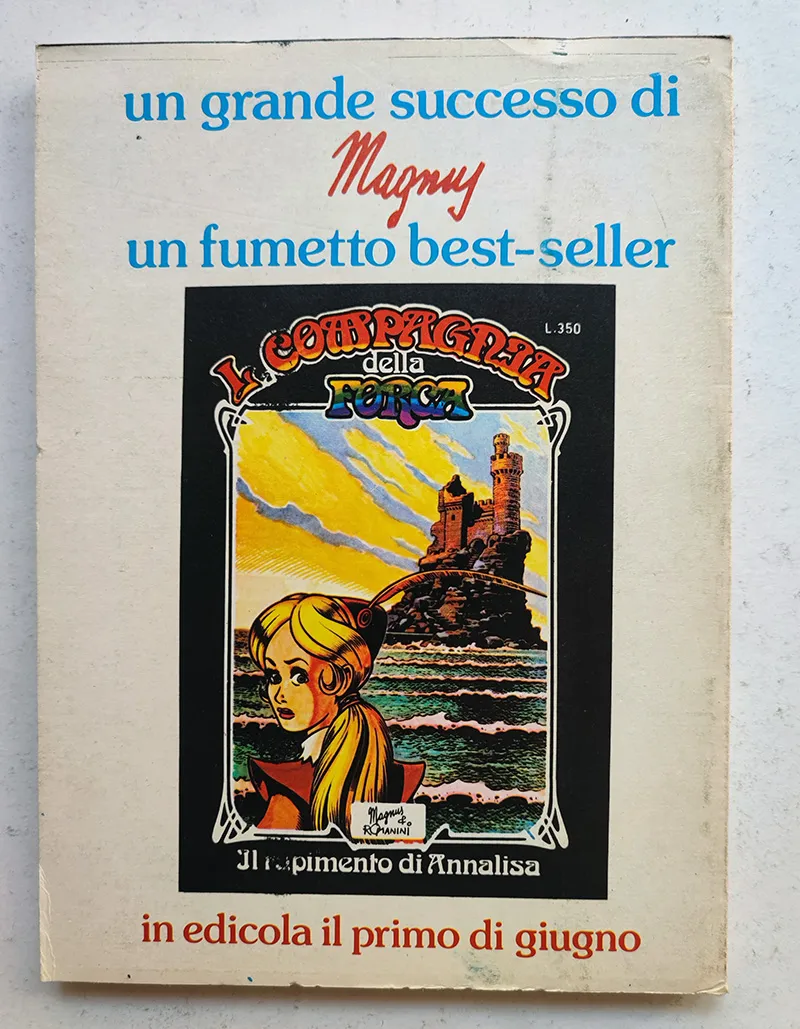 un grande successo di
Magnus
un fumetto best-seller
L.350
La COMPAGNIA
della
FORCA
Magnus
& ROMANINI
Il rapimento di Annalisa
in edicola il primo di giugno